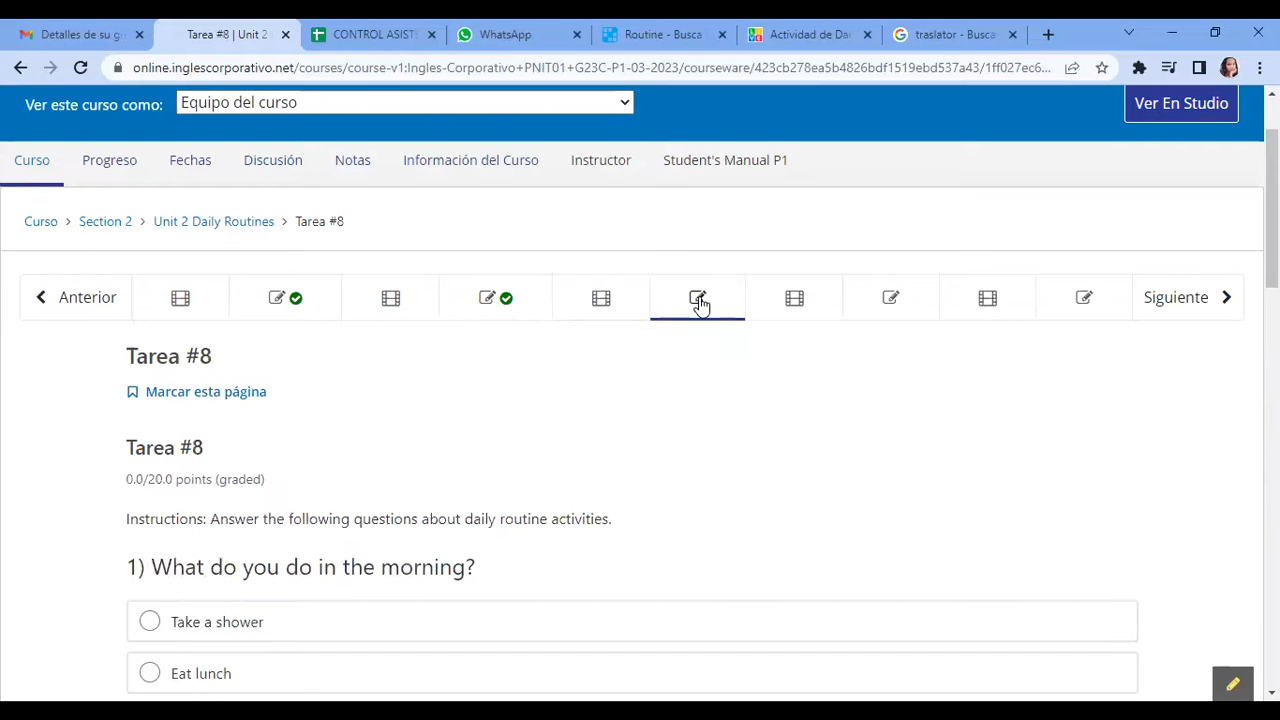 Detalles de su g
Tarea #8 | Unit 2
CONTROL ASIST
WhatsApp
Routine - Busca
Actividad de Da
traslator - Busca
online.inglescorporativo.net/courses/course-v1:Ingles-Corporativo+PNIT01+G23C-P1-03-2023/courseware/423cb278ea5b4826bdf1519ebd537a43/1ff027ec6...
Ver este curso como:
Equipo del curso
Ver En Studio
Curso
Progreso
Fechas
Discusión
Notas
Información del Curso
Instructor
Student's Manual P1
Curso > Section 2 > Unit 2 Daily Routines > Tarea #8
Anterior
Siguiente
Tarea #8
Marcar esta página
Tarea #8
0.0/20.0 points (graded)
Instructions: Answer the following questions about daily routine activities.
1) What do you do in the morning?
Take a shower
Eat lunch